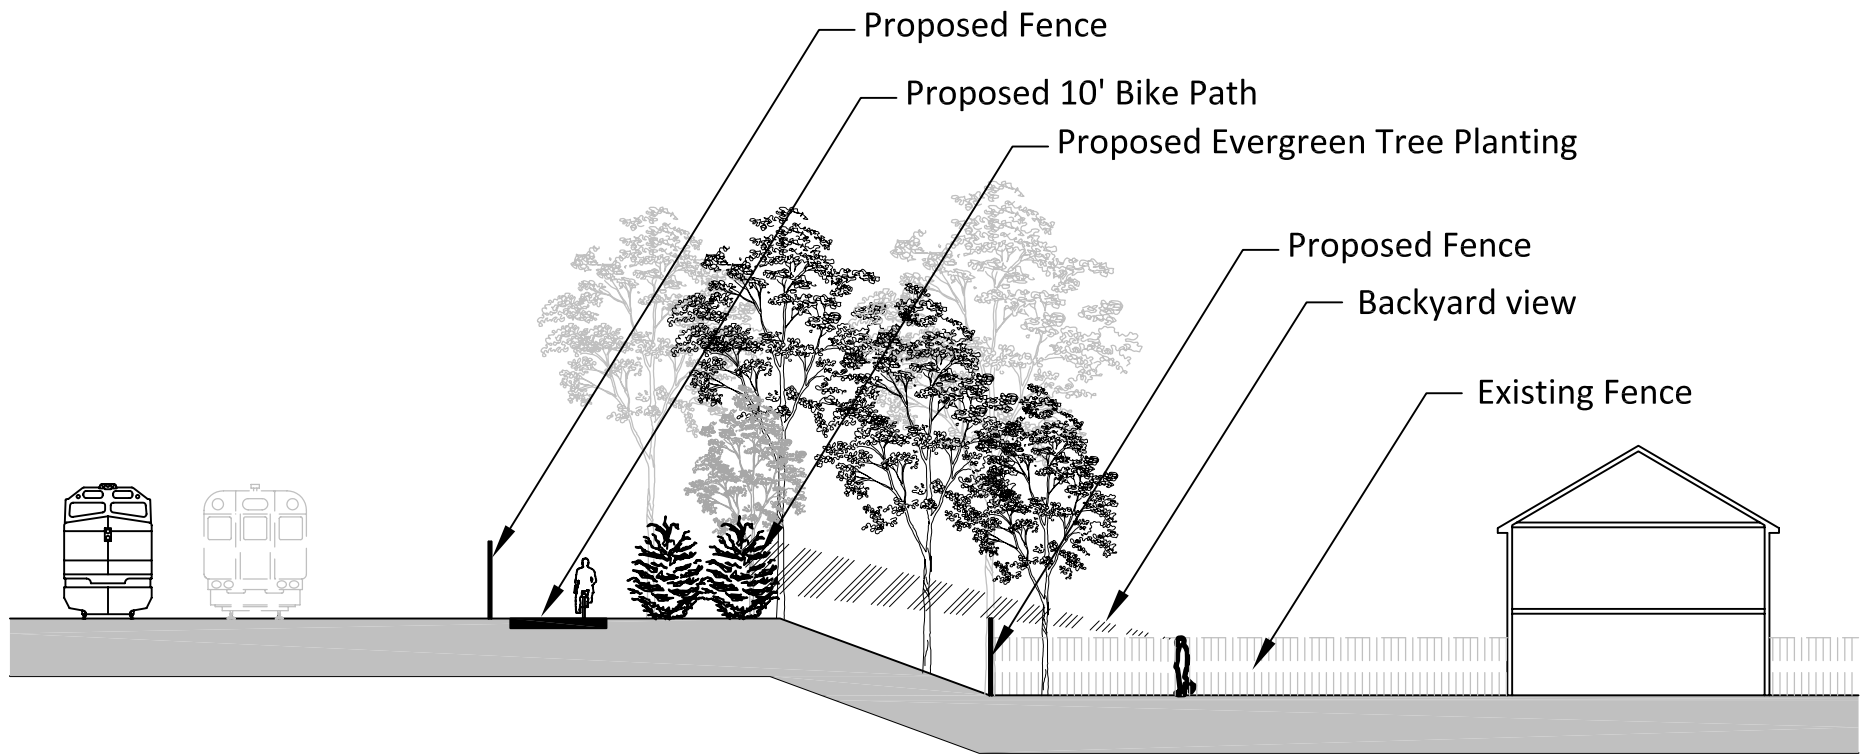 Proposed Fence
Proposed 10' Bike Path
Proposed Evergreen Tree Planting
Proposed Fence
Backyard view
Existing Fence